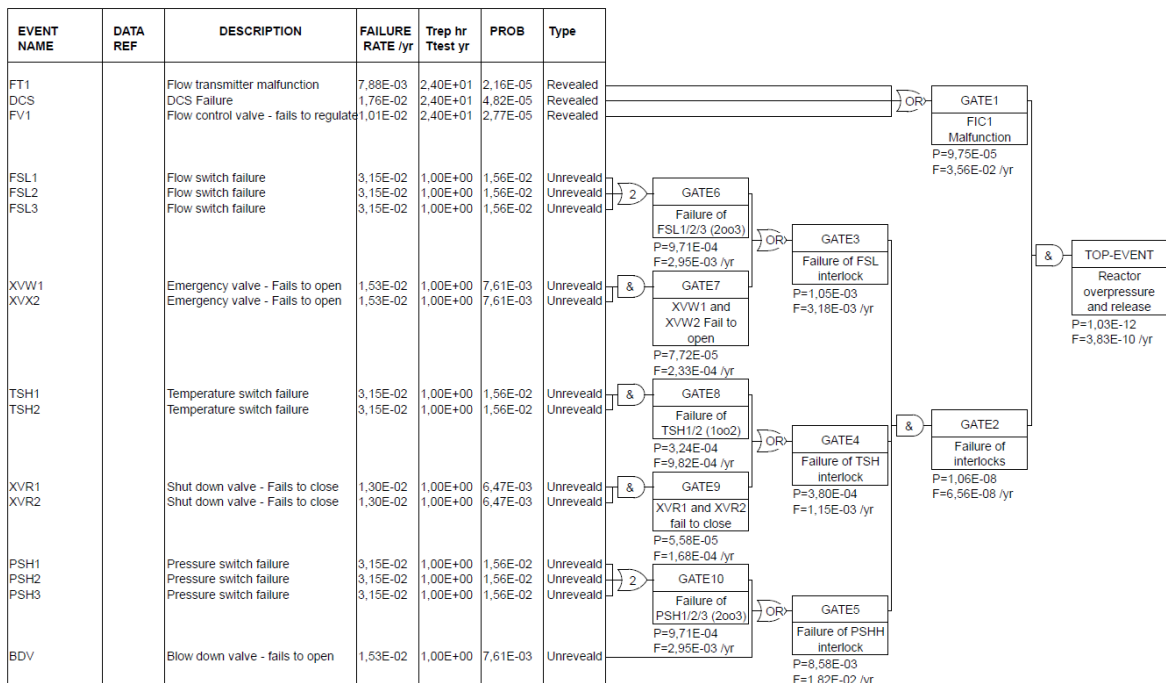 EVENT NAME DATA REF DESCRIPTION FAILURE RATE /yr Trep hr Ttest yr PROB Type
FT1 Flow transmitter malfunction 7,88E-03 2,40E+01 2,16E-05 Revealed
DCS DCS Failure 1,76E-02 2,40E+01 4,82E-05 Revealed
FV1 Flow control valve - fails to regulate 1,01E-02 2,40E+01 2,77E-05 Revealed
OR
GATE1
FIC1
Malfunction
P=9,75E-05
F=3,56E-02 /yr
FSL1 Flow switch failure 3,15E-02 1,00E+00 1,56E-02 Unreveald
FSL2 Flow switch failure 3,15E-02 1,00E+00 1,56E-02 Unreveald
FSL3 Flow switch failure 3,15E-02 1,00E+00 1,56E-02 Unreveald
2
GATE6
Failure of
FSL1/2/3 (2oo3)
P=9,71E-04
F=2,95E-03 /yr
OR
GATE3
Failure of FSL
interlock
P=1,05E-03
F=3,18E-03 /yr
&
TOP-EVENT
Reactor
overpressure
and release
P=1,03E-12
F=3,83E-10 /yr
XVW1 Emergency valve - Fails to open 1,53E-02 1,00E+00 7,61E-03 Unreveald
XVX2 Emergency valve - Fails to open 1,53E-02 1,00E+00 7,61E-03 Unreveald
&
GATE7
XVW1 and
XVW2 Fail to
open
P=7,72E-05
F=2,33E-04 /yr
TSH1 Temperature switch failure 3,15E-02 1,00E+00 1,56E-02 Unreveald
TSH2 Temperature switch failure 3,15E-02 1,00E+00 1,56E-02 Unreveald
&
GATE8
Failure of
TSH1/2 (1oo2)
P=3,24E-04
F=9,82E-04 /yr
OR
GATE4
Failure of TSH
interlock
P=3,80E-04
F=1,15E-03 /yr
&
GATE2
Failure of
interlocks
P=1,06E-08
F=6,56E-08 /yr
XVR1 Shut down valve - Fails to close 1,30E-02 1,00E+00 6,47E-03 Unreveald
XVR2 Shut down valve - Fails to close 1,30E-02 1,00E+00 6,47E-03 Unreveald
&
GATE9
XVR1 and XVR2
fail to close
P=5,58E-05
F=1,68E-04 /yr
PSH1 Pressure switch failure 3,15E-02 1,00E+00 1,56E-02 Unreveald
PSH2 Pressure switch failure 3,15E-02 1,00E+00 1,56E-02 Unreveald
PSH3 Pressure switch failure 3,15E-02 1,00E+00 1,56E-02 Unreveald
2
GATE10
Failure of
PSH1/2/3 (2oo3)
P=9,71E-04
F=2,95E-03 /yr
OR
GATE5
Failure of PSHH
interlock
P=8,58E-03
F=1,82E-02 /yr
BDV Blow down valve - fails to open 1,53E-02 1,00E+00 7,61E-03 Unreveald